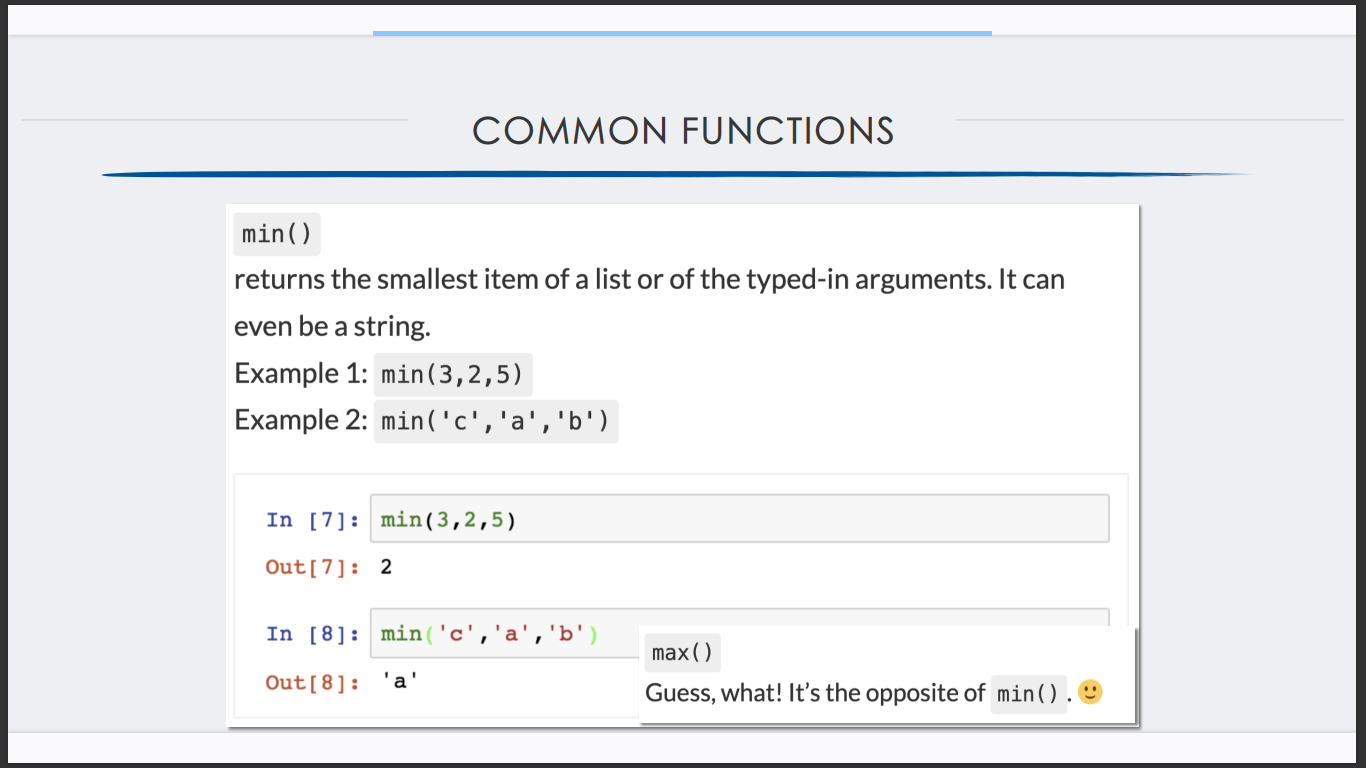 COMMON FUNCTIONS
min()
returns the smallest item of a list or of the typed-in arguments. It can
even be a string.
Example 1: min(3,2,5)
Example 2: min('c','a','b')
In [7]: min(3,2,5)
Out[7]: 2
In [8]: min('c','a','b')
Out[8]: 'a'
max()
Guess, what! It’s the opposite of min(). 🙂